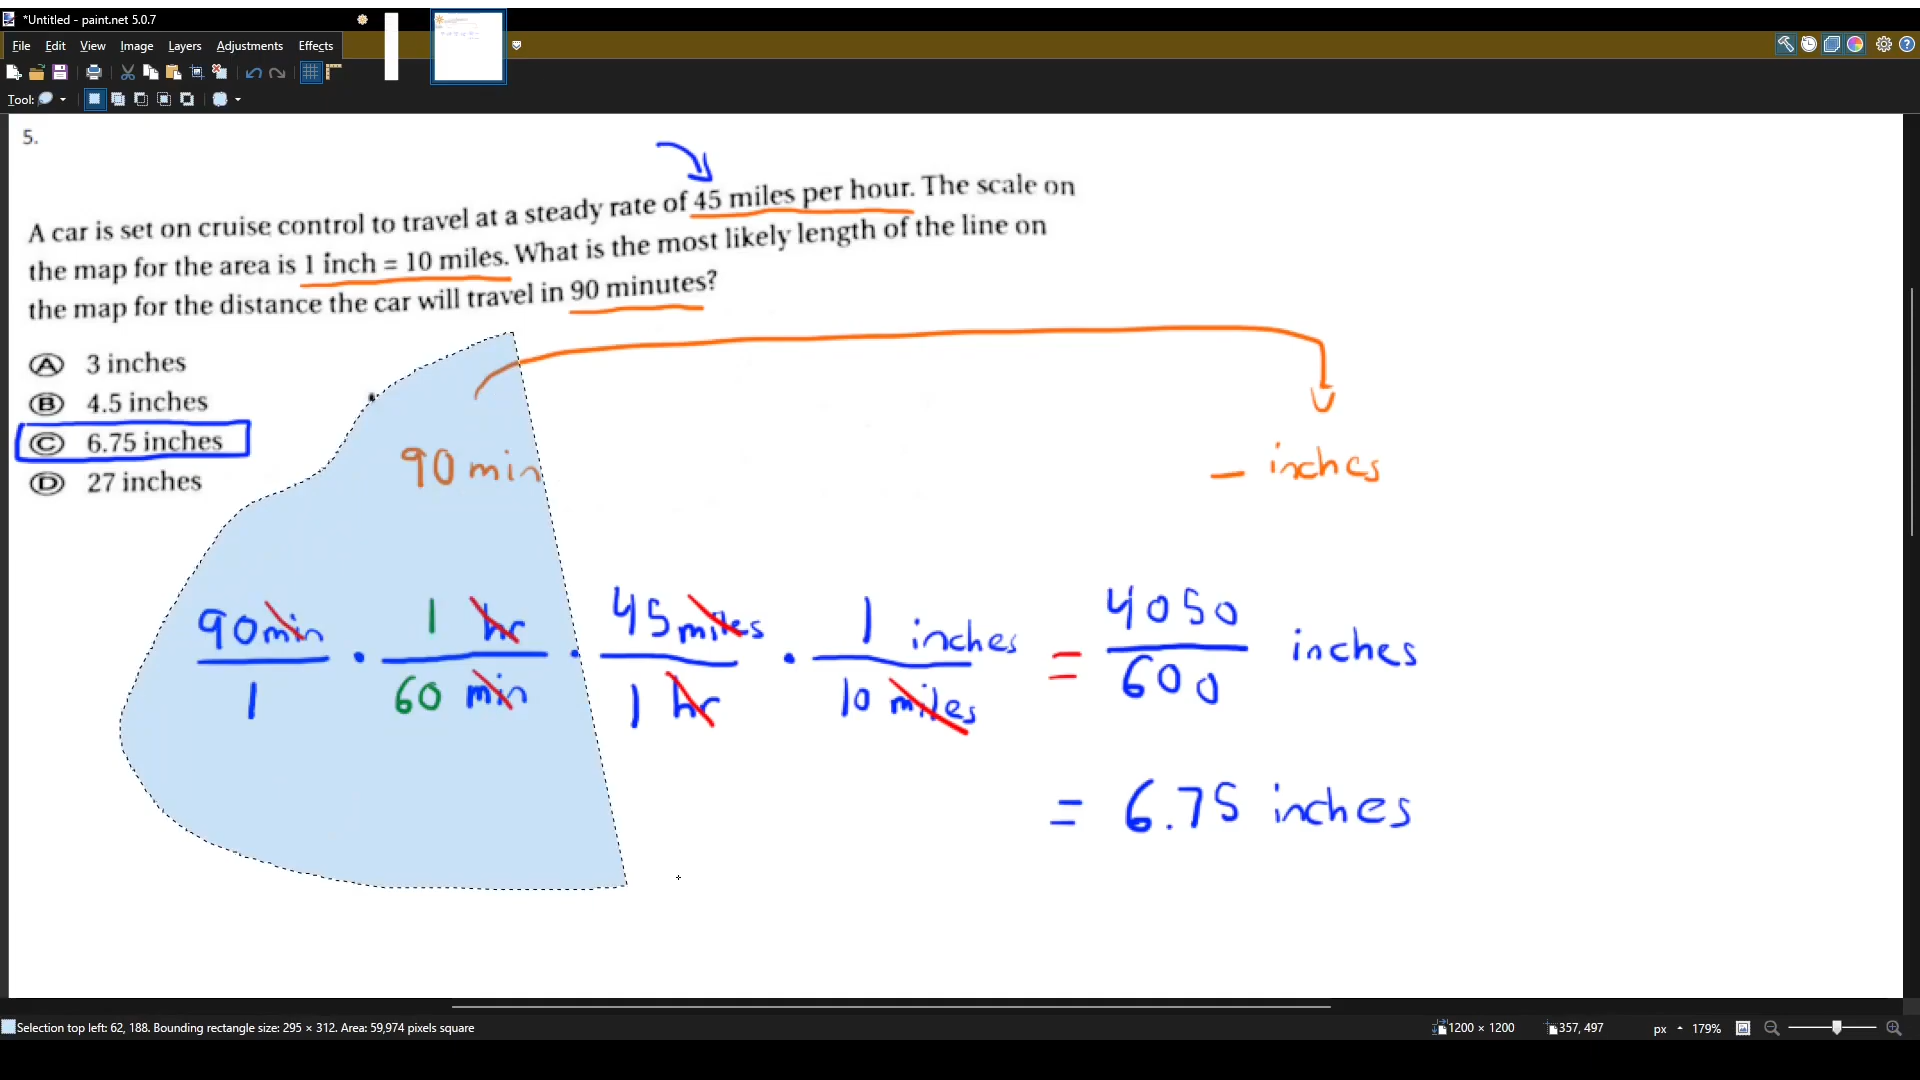 *Untitled - paint.net 5.0.7
File Edit View Image Layers Adjustments Effects
Tool:
5.
A car is set on cruise control to travel at a steady rate of 45 miles per hour. The scale on
the map for the area is 1 inch = 10 miles. What is the most likely length of the line on
the map for the distance the car will travel in 90 minutes?
A 3 inches
B 4.5 inches
C 6.75 inches
D 27 inches
90 min _ inches
90 min / 1 · 1 hr / 60 min · 45 miles / 1 hr · 1 inches / 10 miles = 4050 / 600 inches
= 6.75 inches
Selection top left: 62, 188. Bounding rectangle size: 295 × 312. Area: 59,974 pixels square 1200 × 1200 357, 497 px 179%